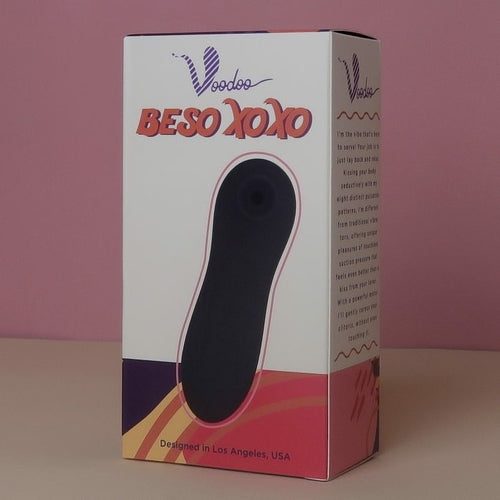 Voodoo
BESO XOXO
Designed in Los Angeles, USA
Voodoo
I'm the vibe that's best
to serve! Your job is to
just lay back and relax.
Kissing your body
seductively with my
eight distinct pulsation
patterns, I'm different
from traditional vibra-
tors, offering unique
pleasures of touchless
suction pressure that
feels even better than a
kiss from your lover.
With a powerful motor
I'll gently caress your
clitoris, without even
touching it.